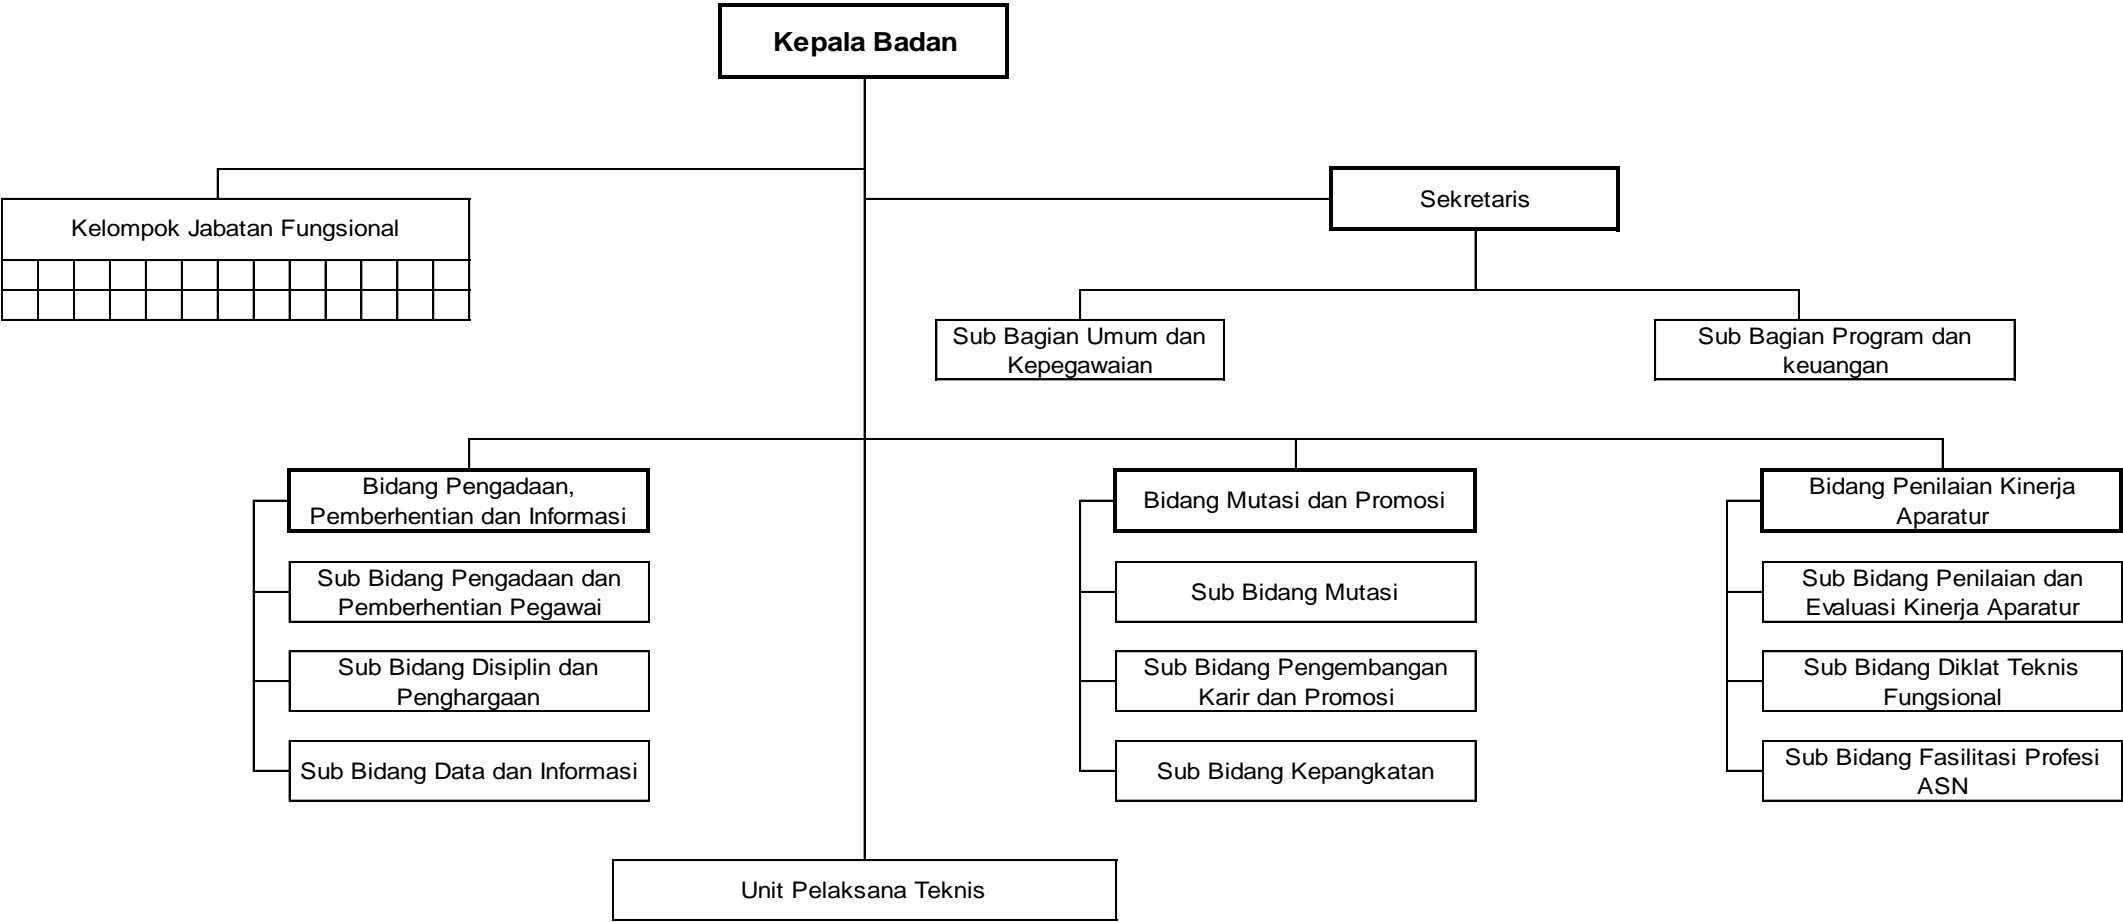 Kepala Badan
Sekretaris
Kelompok Jabatan Fungsional
Sub Bagian Umum dan
Kepegawaian
Sub Bagian Program dan
keuangan
Bidang Pengadaan,
Pemberhentian dan Informasi
Sub Bidang Pengadaan dan
Pemberhentian Pegawai
Sub Bidang Disiplin dan
Penghargaan
Sub Bidang Data dan Informasi
Bidang Mutasi dan Promosi
Sub Bidang Mutasi
Sub Bidang Pengembangan
Karir dan Promosi
Sub Bidang Kepangkatan
Bidang Penilaian Kinerja
Aparatur
Sub Bidang Penilaian dan
Evaluasi Kinerja Aparatur
Sub Bidang Diklat Teknis
Fungsional
Sub Bidang Fasilitasi Profesi
ASN
Unit Pelaksana Teknis